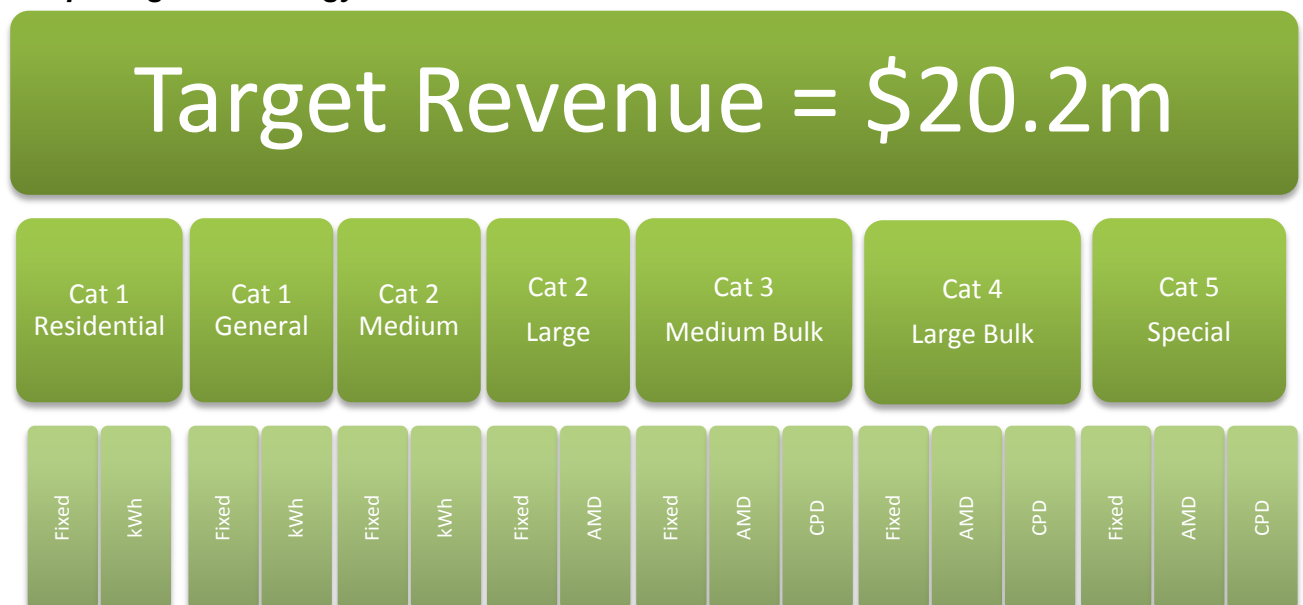 Target Revenue = $20.2m
Cat 1
Residential
Cat 1
General
Cat 2
Medium
Cat 2
Large
Cat 3
Medium Bulk
Cat 4
Large Bulk
Cat 5
Special
Fixed
kWh
Fixed
kWh
Fixed
kWh
Fixed
AMD
Fixed
AMD
CPD
Fixed
AMD
CPD
Fixed
AMD
CPD